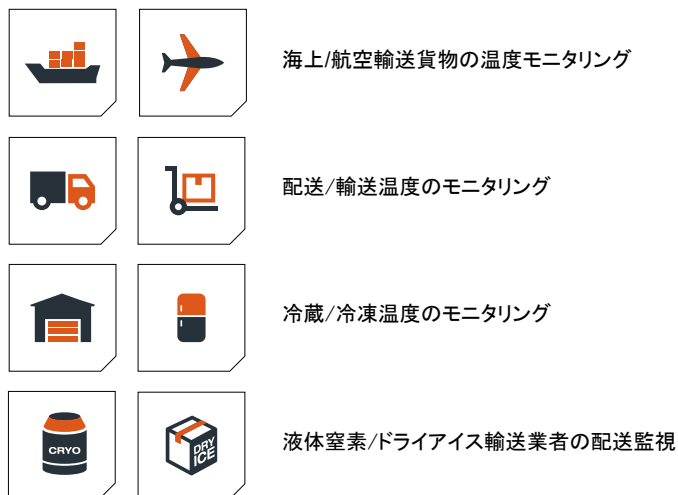 海上/航空輸送貨物の温度モニタリング
配送/輸送温度のモニタリング
冷蔵/冷凍温度のモニタリング
CRYO
DRY
ICE
液体窒素/ドライアイス輸送業者の配送監視